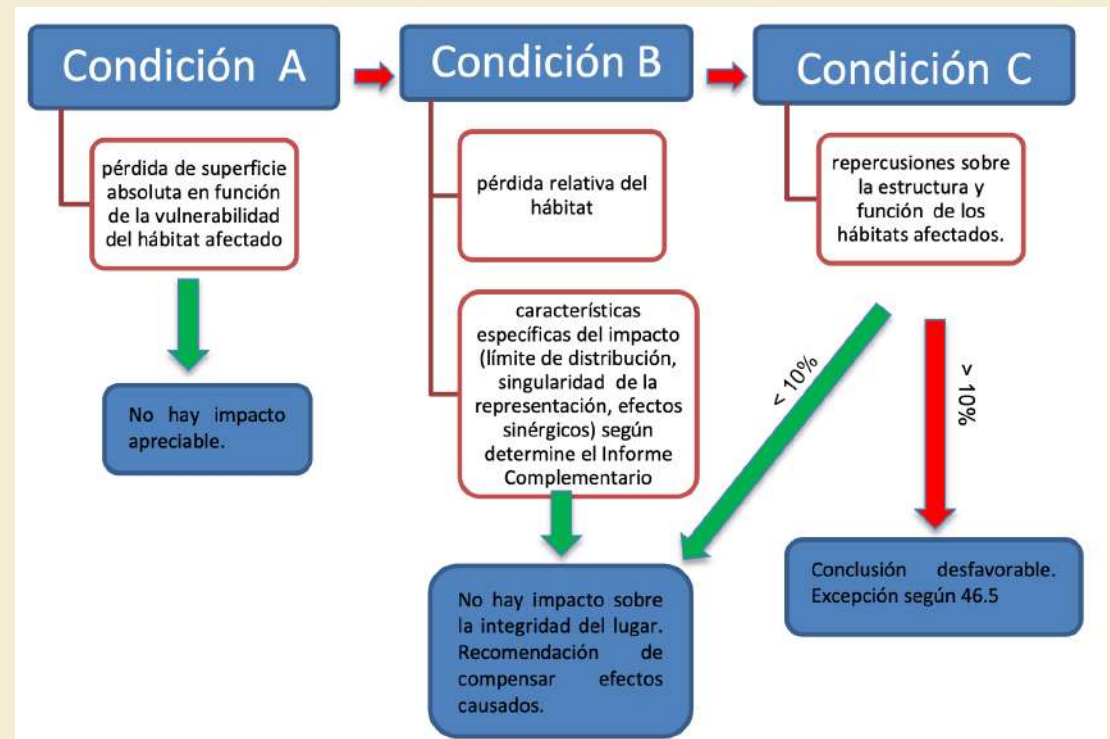 Condición A
pérdida de superficie
absoluta en función
de la vulnerabilidad
del hábitat afectado
No hay impacto
apreciable.
Condición B
pérdida relativa del
hábitat
características
específicas del impacto
(límite de distribución,
singularidad de la
representación, efectos
sinérgicos) según
determine el Informe
Complementario
No hay impacto sobre
la integridad del lugar.
Recomendación de
compensar efectos
causados.
Condición C
repercusiones sobre
la estructura y
función de los
hábitats afectados.
< 10%
> 10%
Conclusión desfavorable.
Excepción según 46.5